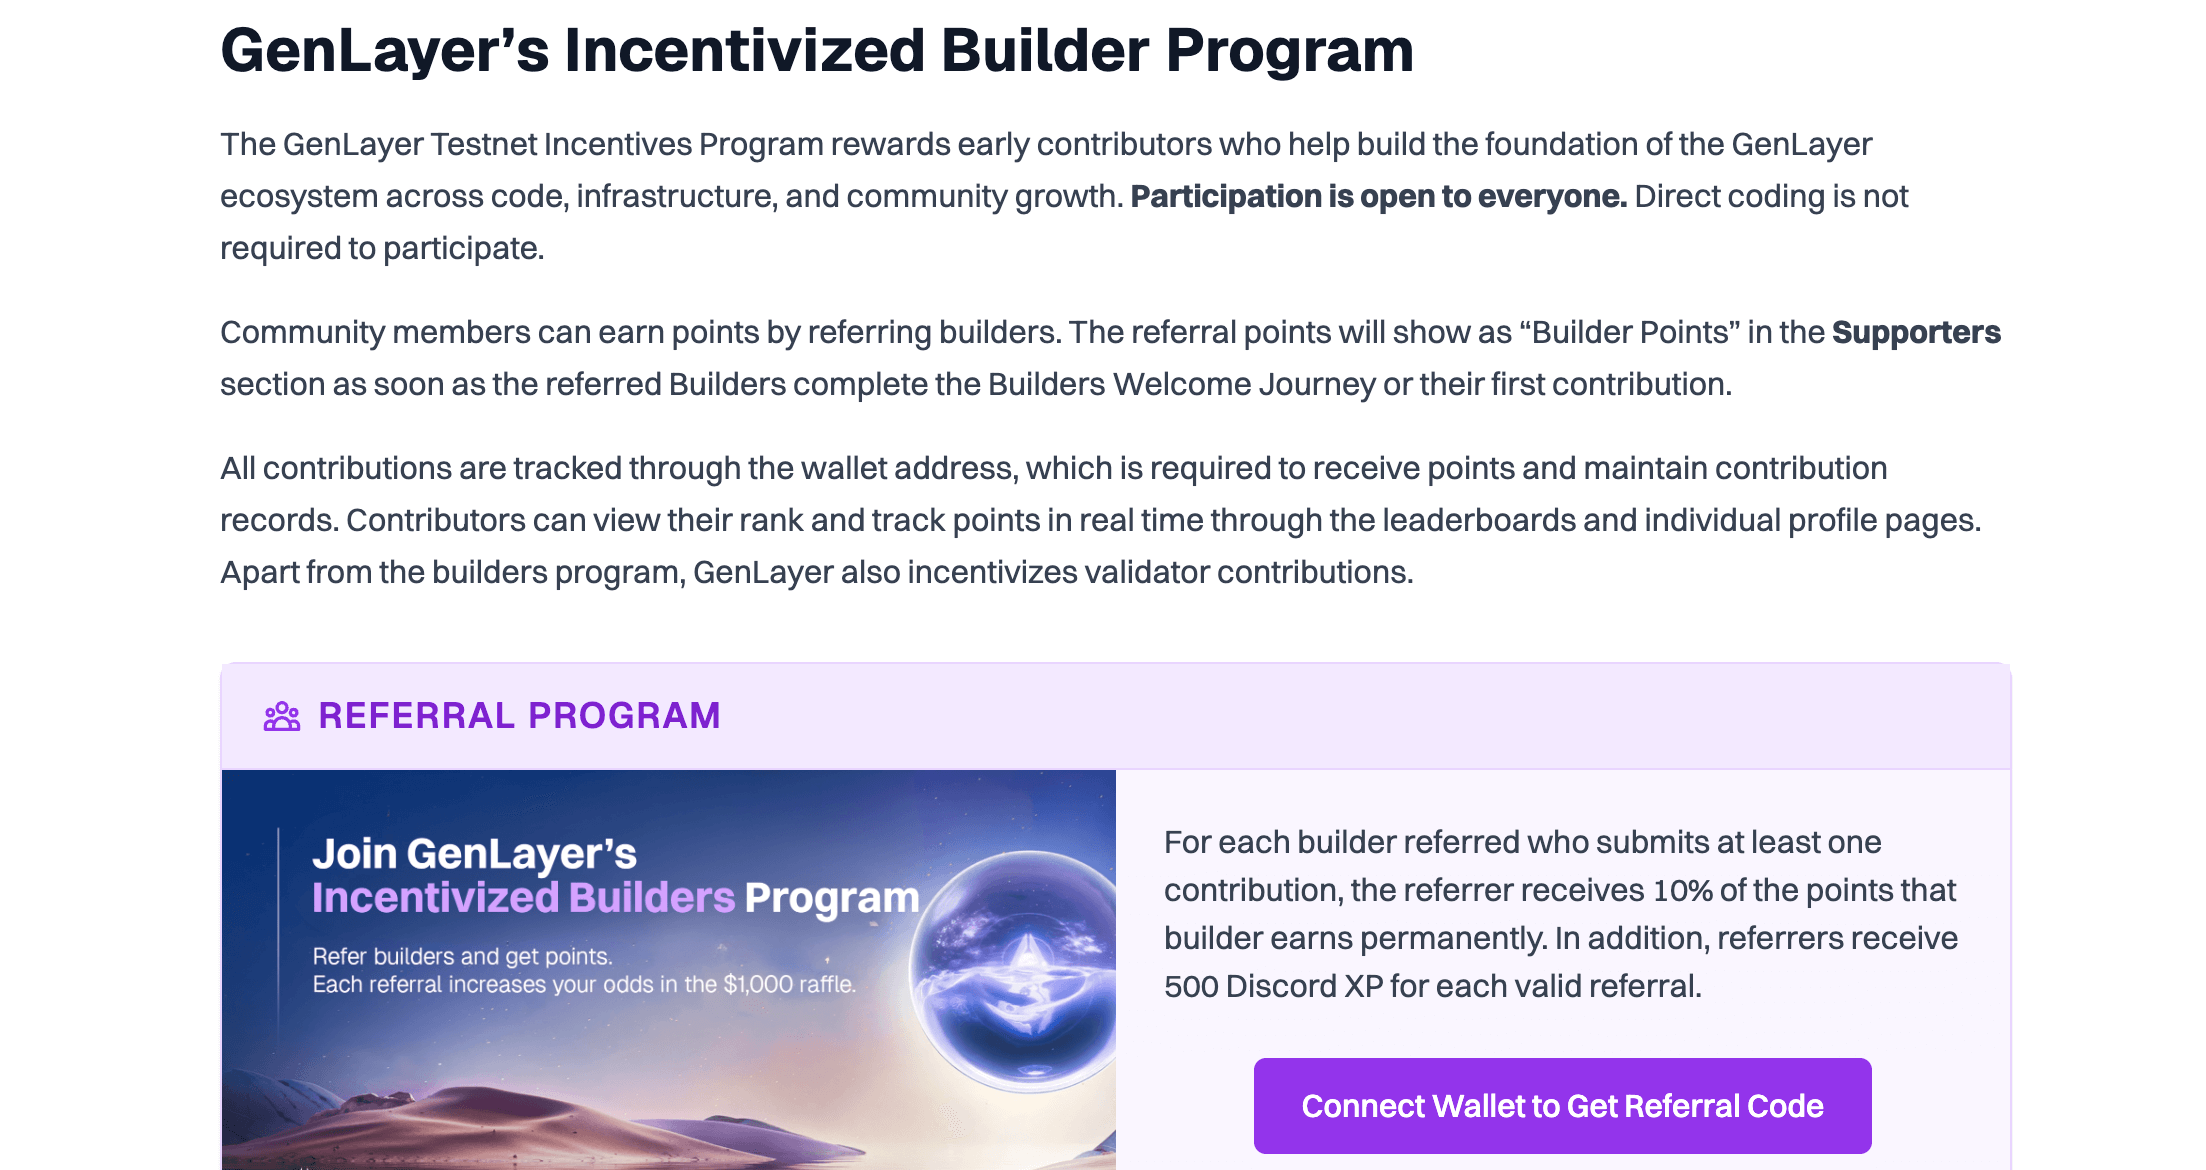 GenLayer’s Incentivized Builder Program
The GenLayer Testnet Incentives Program rewards early contributors who help build the foundation of the GenLayer
ecosystem across code, infrastructure, and community growth. Participation is open to everyone. Direct coding is not
required to participate.
Community members can earn points by referring builders. The referral points will show as “Builder Points” in the Supporters
section as soon as the referred Builders complete the Builders Welcome Journey or their first contribution.
All contributions are tracked through the wallet address, which is required to receive points and maintain contribution
records. Contributors can view their rank and track points in real time through the leaderboards and individual profile pages.
Apart from the builders program, GenLayer also incentivizes validator contributions.
REFERRAL PROGRAM
Join GenLayer’s
Incentivized Builders Program
Refer builders and get points.
Each referral increases your odds in the $1,000 raffle.
For each builder referred who submits at least one
contribution, the referrer receives 10% of the points that
builder earns permanently. In addition, referrers receive
500 Discord XP for each valid referral.
Connect Wallet to Get Referral Code